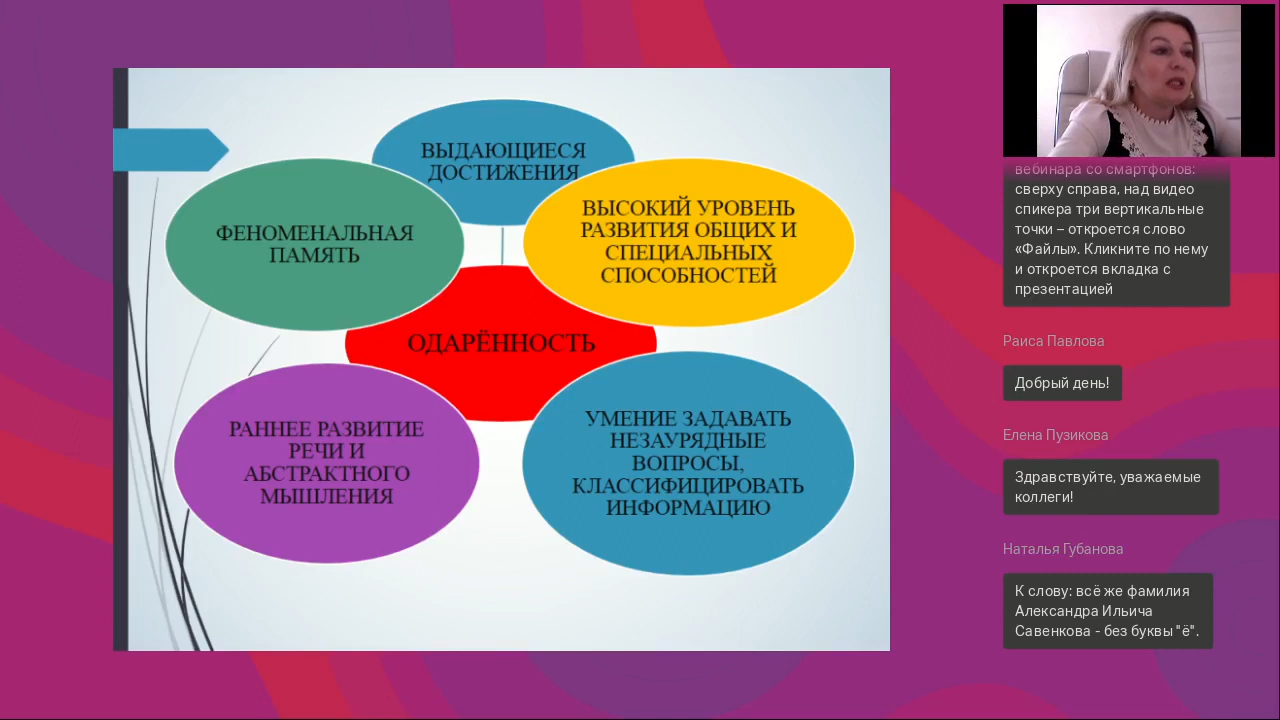 ВЫДАЮЩИЕСЯ
ДОСТИЖЕНИЯ
ФЕНОМЕНАЛЬНАЯ
ПАМЯТЬ
ВЫСОКИЙ УРОВЕНЬ
РАЗВИТИЯ ОБЩИХ И
СПЕЦИАЛЬНЫХ
СПОСОБНОСТЕЙ
ОДАРЁННОСТЬ
РАННЕЕ РАЗВИТИЕ
РЕЧИ И
АБСТРАКТНОГО
МЫШЛЕНИЯ
УМЕНИЕ ЗАДАВАТЬ
НЕЗАУРЯДНЫЕ
ВОПРОСЫ,
КЛАССИФИЦИРОВАТЬ
ИНФОРМАЦИЮ
вебинара со смартфонов:
сверху справа, над видео
спикера три вертикальные
точки – откроется слово
«Файлы». Кликните по нему
и откроется вкладка с
презентацией
Раиса Павлова
Добрый день!
Елена Пузикова
Здравствуйте, уважаемые
коллеги!
Наталья Губанова
К слову: всё же фамилия
Александра Ильича
Савенкова - без буквы "ё".